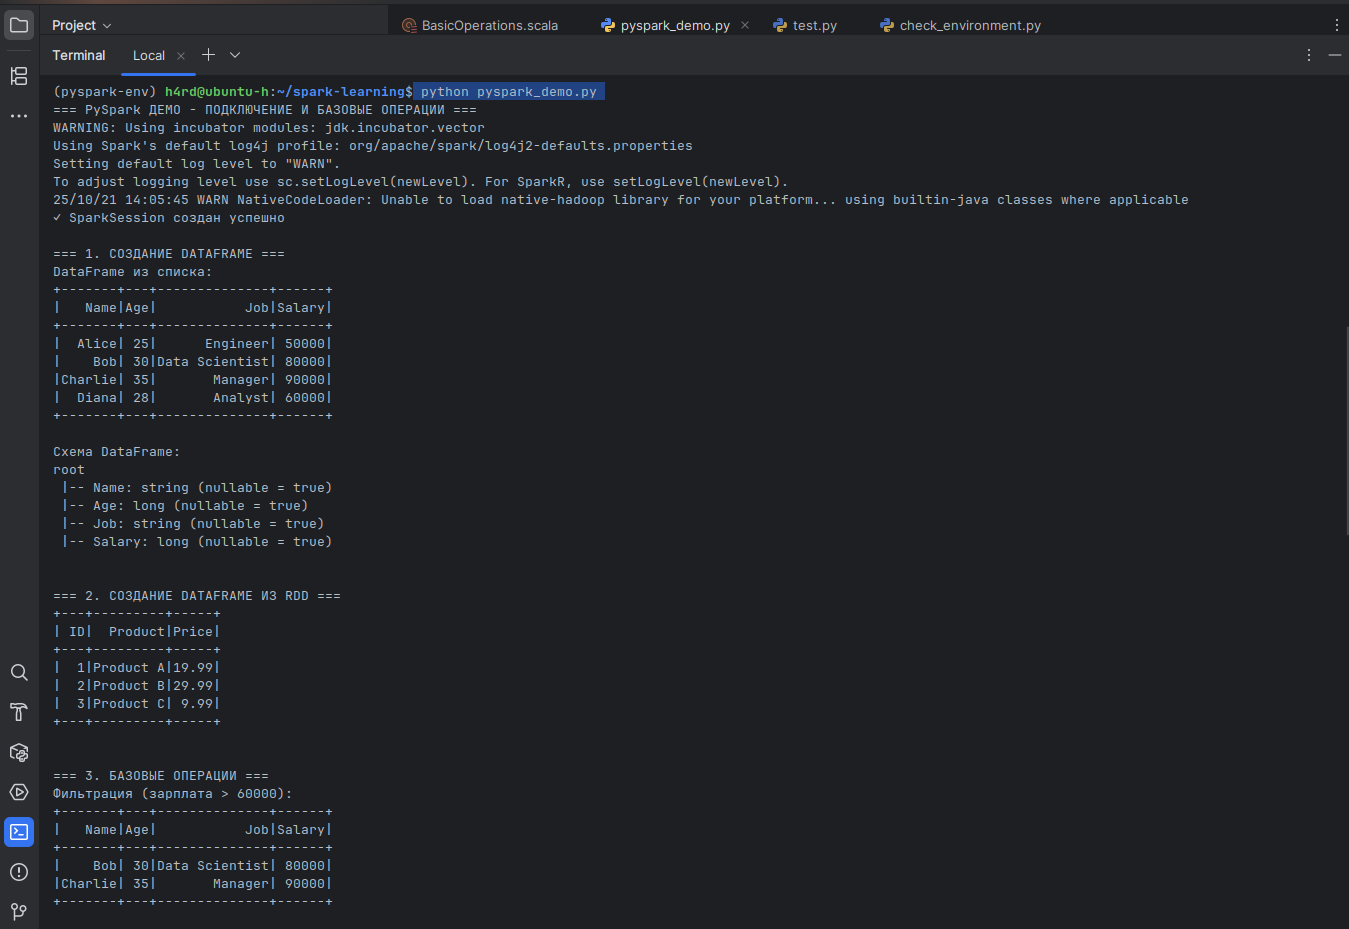 Project
BasicOperations.scala
pyspark_demo.py
test.py
check_environment.py
Terminal
Local
(pyspark-env) h4rd@ubuntu-h:~/spark-learning$ python pyspark_demo.py
=== PySpark ДЕМО - ПОДКЛЮЧЕНИЕ И БАЗОВЫЕ ОПЕРАЦИИ ===
WARNING: Using incubator modules: jdk.incubator.vector
Using Spark's default log4j profile: org/apache/spark/log4j2-defaults.properties
Setting default log level to "WARN".
To adjust logging level use sc.setLogLevel(newLevel). For SparkR, use setLogLevel(newLevel).
25/10/21 14:05:45 WARN NativeCodeLoader: Unable to load native-hadoop library for your platform... using builtin-java classes where applicable
✓ SparkSession создан успешно
=== 1. СОЗДАНИЕ DATAFRAME ===
DataFrame из списка:
+-------+---+--------------+------+
|   Name|Age|           Job|Salary|
+-------+---+--------------+------+
|  Alice| 25|      Engineer| 50000|
|    Bob| 30|Data Scientist| 80000|
|Charlie| 35|       Manager| 90000|
|  Diana| 28|       Analyst| 60000|
+-------+---+--------------+------+
Схема DataFrame:
root
 |-- Name: string (nullable = true)
 |-- Age: long (nullable = true)
 |-- Job: string (nullable = true)
 |-- Salary: long (nullable = true)
=== 2. СОЗДАНИЕ DATAFRAME ИЗ RDD ===
+---+---------+-----+
| ID|  Product|Price|
+---+---------+-----+
|  1|Product A|19.99|
|  2|Product B|29.99|
|  3|Product C| 9.99|
+---+---------+-----+
=== 3. БАЗОВЫЕ ОПЕРАЦИИ ===
Фильтрация (зарплата > 60000):
+-------+---+--------------+------+
|   Name|Age|           Job|Salary|
+-------+---+--------------+------+
|    Bob| 30|Data Scientist| 80000|
|Charlie| 35|       Manager| 90000|
+-------+---+--------------+------+